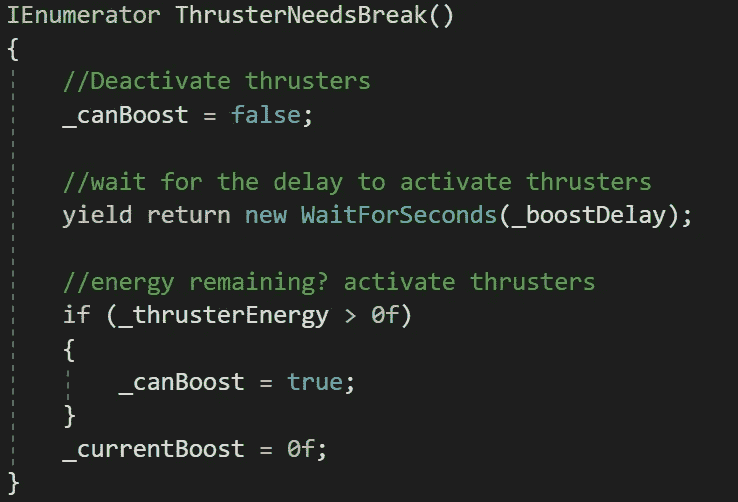 IEnumerator ThrusterNeedsBreak()
{
    //Deactivate thrusters
    _canBoost = false;

    //wait for the delay to activate thrusters
    yield return new WaitForSeconds(_boostDelay);

    //energy remaining? activate thrusters
    if (_thrusterEnergy > 0f)
    {
        _canBoost = true;
    }
    _currentBoost = 0f;
}